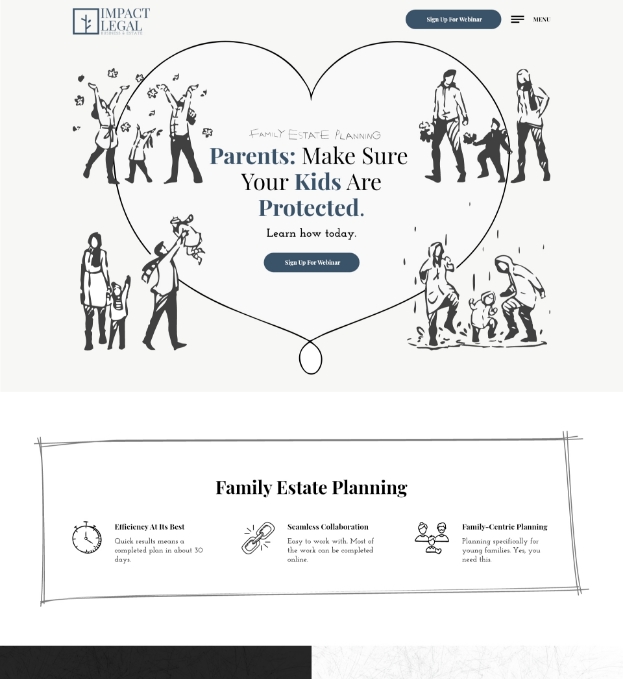 IMPACT
LEGAL
BUSINESS & ESTATE
Sign Up For Webinar
MENU
FAMILY ESTATE PLANNING
Parents: Make Sure
Your Kids Are
Protected.
Learn how today.
Sign Up For Webinar
Family Estate Planning
Efficiency At Its Best
Quick results means a
completed plan in about 30
days.
Seamless Collaboration
Easy to work with. Most of
the work can be completed
online.
Family-Centric Planning
Planning specifically for
young families. Yes, you
need this.